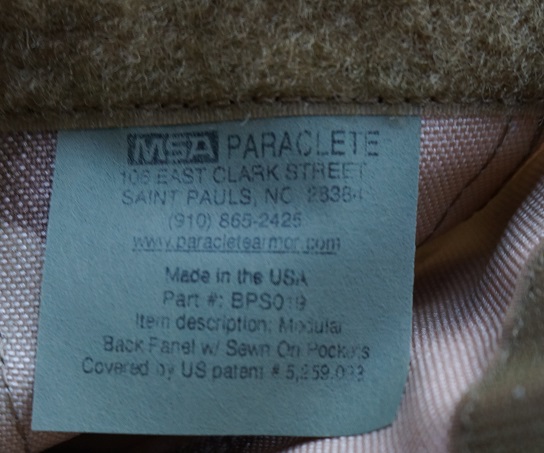 MSA PARACLETE
106 EAST CLARK STREET
SAINT PAULS, NC 28384
(910) 865-2425
www.paracletearmor.com
Made in the USA
Part #: BPS019
Item description: Modular
Back Panel w/ Sewn On Pockets
Covered by US patent #